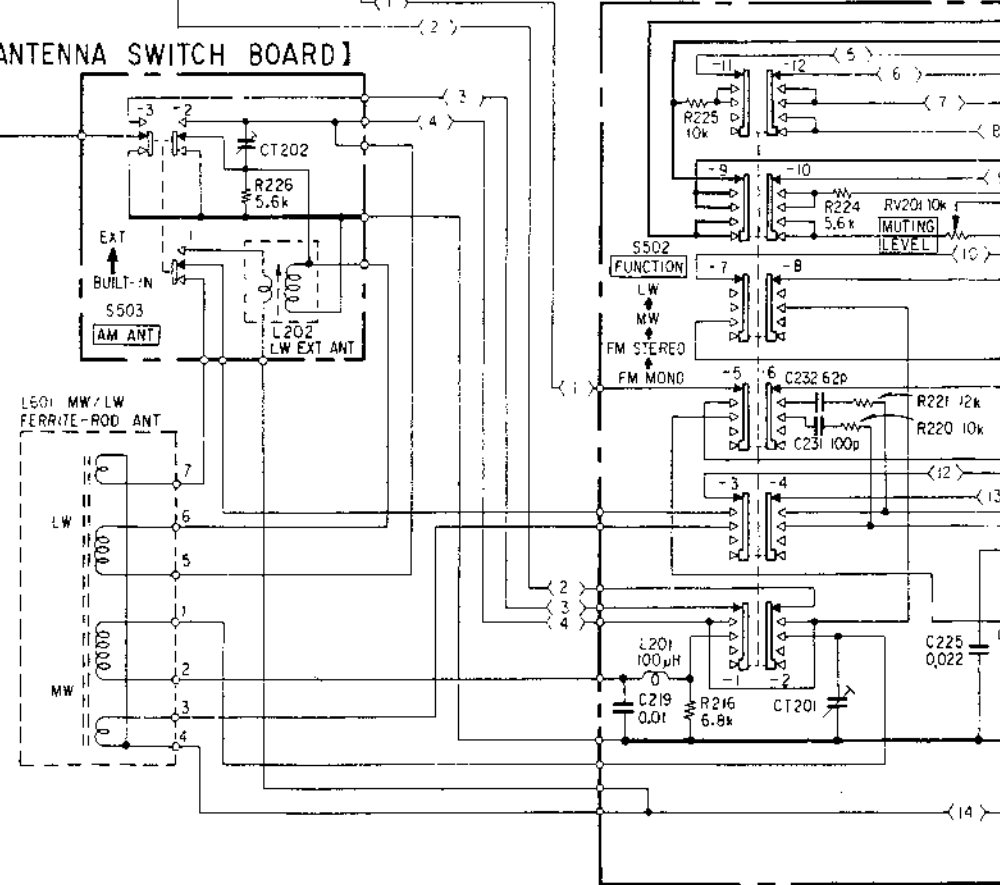 1
2
ANTENNA SWITCH BOARD]
-3 -2
3
4
CT202
R226
5.6k
EXT
BUILT-IN
S503
AM ANT
L202
LW EXT ANT
L601 MW/LW
FERRITE-ROD ANT
7
LW
6
5
1
2
MW
3
4
-11 -12
5
6
7
8
R225
10k
-9 -10
R224
5.6k
RV201 10k
MUTING
LEVEL
10
S502
FUNCTION
LW
MW
FM STEREO
FM MONO
-7 -8
1
-5 6
C232 62p
R221 12k
C231 100p
R220 10k
12
-3 -4
13
2
3
4
L201
100μH
-1 -2
C219
0.01
R216
6.8k
CT201
C225
0.022
14